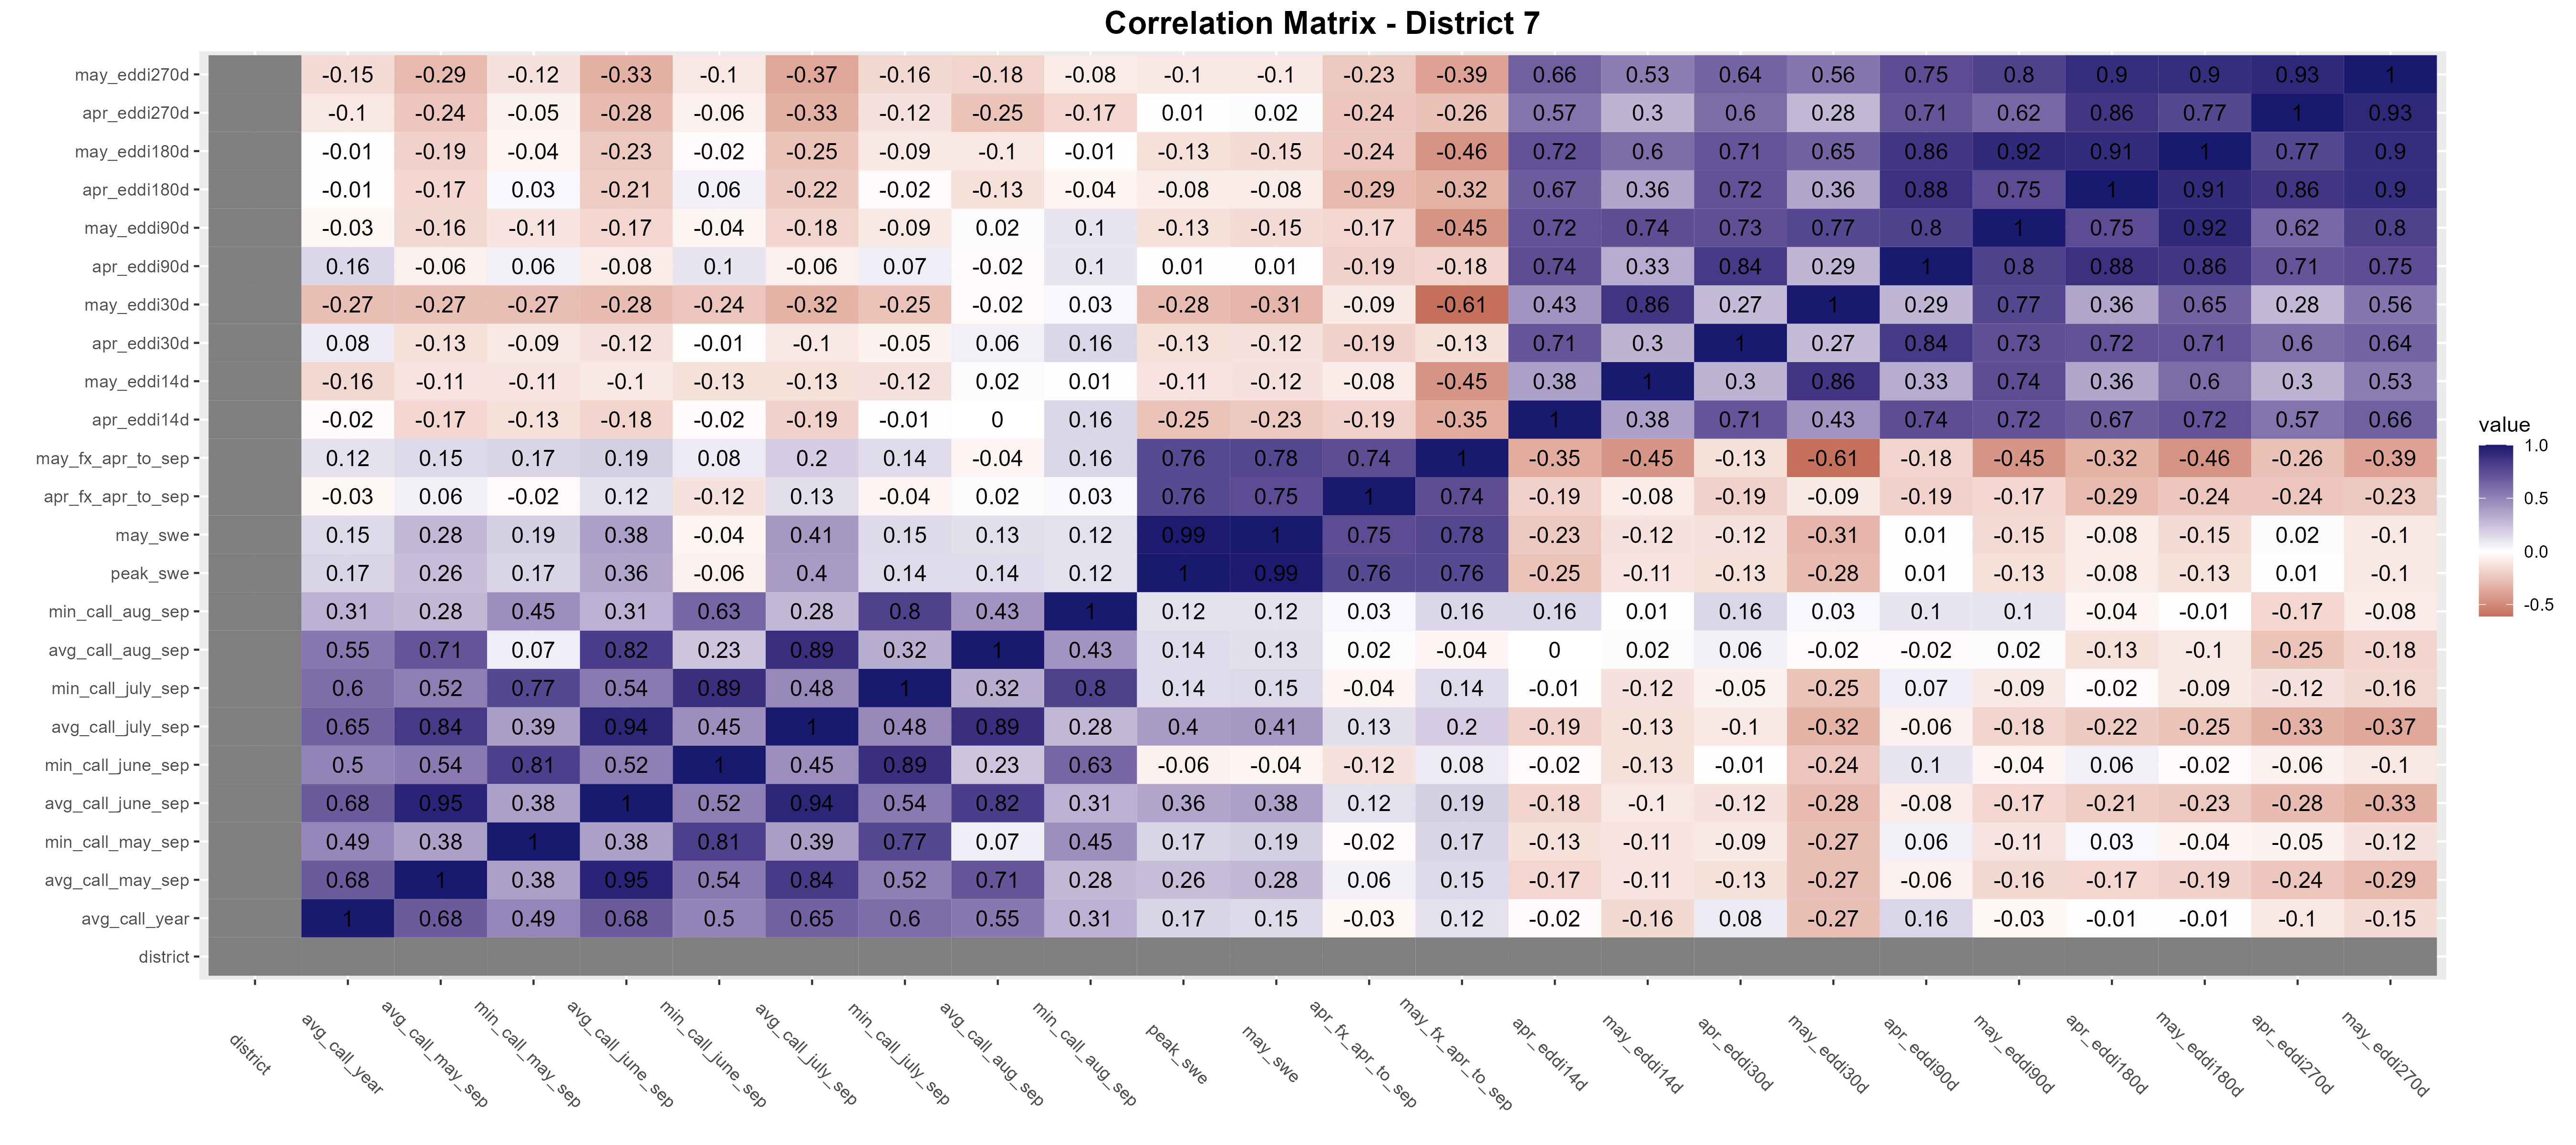 Correlation Matrix - District 7
may_eddi270d -0.15 -0.29 -0.12 -0.33 -0.1 -0.37 -0.16 -0.18 -0.08 -0.1 -0.1 -0.23 -0.39 0.66 0.53 0.64 0.56 0.75 0.8 0.9 0.9 0.93 1
apr_eddi270d -0.1 -0.24 -0.05 -0.28 -0.06 -0.33 -0.12 -0.25 -0.17 0.01 0.02 -0.24 -0.26 0.57 0.3 0.6 0.28 0.71 0.62 0.86 0.77 1 0.93
may_eddi180d -0.01 -0.19 -0.04 -0.23 -0.02 -0.25 -0.09 -0.1 -0.01 -0.13 -0.15 -0.24 -0.46 0.72 0.6 0.71 0.65 0.86 0.92 0.91 1 0.77 0.9
apr_eddi180d -0.01 -0.17 0.03 -0.21 0.06 -0.22 -0.02 -0.13 -0.04 -0.08 -0.08 -0.29 -0.32 0.67 0.36 0.72 0.36 0.88 0.75 1 0.91 0.86 0.9
may_eddi90d -0.03 -0.16 -0.11 -0.17 -0.04 -0.18 -0.09 0.02 0.1 -0.13 -0.15 -0.17 -0.45 0.72 0.74 0.73 0.77 0.8 1 0.75 0.92 0.62 0.8
apr_eddi90d 0.16 -0.06 0.06 -0.08 0.1 -0.06 0.07 -0.02 0.1 0.01 0.01 -0.19 -0.18 0.74 0.33 0.84 0.29 1 0.8 0.88 0.86 0.71 0.75
may_eddi30d -0.27 -0.27 -0.27 -0.28 -0.24 -0.32 -0.25 -0.02 0.03 -0.28 -0.31 -0.09 -0.61 0.43 0.86 0.27 1 0.29 0.77 0.36 0.65 0.28 0.56
apr_eddi30d 0.08 -0.13 -0.09 -0.12 -0.01 -0.1 -0.05 0.06 0.16 -0.13 -0.12 -0.19 -0.13 0.71 0.3 1 0.27 0.84 0.73 0.72 0.71 0.6 0.64
may_eddi14d -0.16 -0.11 -0.11 -0.1 -0.13 -0.13 -0.12 0.02 0.01 -0.11 -0.12 -0.08 -0.45 0.38 1 0.3 0.86 0.33 0.74 0.36 0.6 0.3 0.53
apr_eddi14d -0.02 -0.17 -0.13 -0.18 -0.02 -0.19 -0.01 0 0.16 -0.25 -0.23 -0.19 -0.35 1 0.38 0.71 0.43 0.74 0.72 0.67 0.72 0.57 0.66
may_fx_apr_to_sep 0.12 0.15 0.17 0.19 0.08 0.2 0.14 -0.04 0.16 0.76 0.78 0.74 1 -0.35 -0.45 -0.13 -0.61 -0.18 -0.45 -0.32 -0.46 -0.26 -0.39
apr_fx_apr_to_sep -0.03 0.06 -0.02 0.12 -0.12 0.13 -0.04 0.02 0.03 0.76 0.75 1 0.74 -0.19 -0.08 -0.19 -0.09 -0.19 -0.17 -0.29 -0.24 -0.24 -0.23
may_swe 0.15 0.28 0.19 0.38 -0.04 0.41 0.15 0.13 0.12 0.99 1 0.75 0.78 -0.23 -0.12 -0.12 -0.31 0.01 -0.15 -0.08 -0.15 0.02 -0.1
peak_swe 0.17 0.26 0.17 0.36 -0.06 0.4 0.14 0.14 0.12 1 0.99 0.76 0.76 -0.25 -0.11 -0.13 -0.28 0.01 -0.13 -0.08 -0.13 0.01 -0.1
min_call_aug_sep 0.31 0.28 0.45 0.31 0.63 0.28 0.8 0.43 1 0.12 0.12 0.03 0.16 0.16 0.01 0.16 0.03 0.1 0.1 -0.04 -0.01 -0.17 -0.08
avg_call_aug_sep 0.55 0.71 0.07 0.82 0.23 0.89 0.32 1 0.43 0.14 0.13 0.02 -0.04 0 0.02 0.06 -0.02 -0.02 0.02 -0.13 -0.1 -0.25 -0.18
min_call_july_sep 0.6 0.52 0.77 0.54 0.89 0.48 1 0.32 0.8 0.14 0.15 -0.04 0.14 -0.01 -0.12 -0.05 -0.25 0.07 -0.09 -0.02 -0.09 -0.12 -0.16
avg_call_july_sep 0.65 0.84 0.39 0.94 0.45 1 0.48 0.89 0.28 0.4 0.41 0.13 0.2 -0.19 -0.13 -0.1 -0.32 -0.06 -0.18 -0.22 -0.25 -0.33 -0.37
min_call_june_sep 0.5 0.54 0.81 0.52 1 0.45 0.89 0.23 0.63 -0.06 -0.04 -0.12 0.08 -0.02 -0.13 -0.01 -0.24 0.1 -0.04 0.06 -0.02 -0.06 -0.1
avg_call_june_sep 0.68 0.95 0.38 1 0.52 0.94 0.54 0.82 0.31 0.36 0.38 0.12 0.19 -0.18 -0.1 -0.12 -0.28 -0.08 -0.17 -0.21 -0.23 -0.28 -0.33
min_call_may_sep 0.49 0.38 1 0.38 0.81 0.39 0.77 0.07 0.45 0.17 0.19 -0.02 0.17 -0.13 -0.11 -0.09 -0.27 0.06 -0.11 0.03 -0.04 -0.05 -0.12
avg_call_may_sep 0.68 1 0.38 0.95 0.54 0.84 0.52 0.71 0.28 0.26 0.28 0.06 0.15 -0.17 -0.11 -0.13 -0.27 -0.06 -0.16 -0.17 -0.19 -0.24 -0.29
avg_call_year 1 0.68 0.49 0.68 0.5 0.65 0.6 0.55 0.31 0.17 0.15 -0.03 0.12 -0.02 -0.16 0.08 -0.27 0.16 -0.03 -0.01 -0.01 -0.1 -0.15
district
district avg_call_year avg_call_may_sep min_call_may_sep avg_call_june_sep min_call_june_sep avg_call_july_sep min_call_july_sep avg_call_aug_sep min_call_aug_sep peak_swe may_swe apr_fx_apr_to_sep may_fx_apr_to_sep apr_eddi14d may_eddi14d apr_eddi30d may_eddi30d apr_eddi90d may_eddi90d apr_eddi180d may_eddi180d apr_eddi270d may_eddi270d
value
1.0
0.5
0.0
-0.5